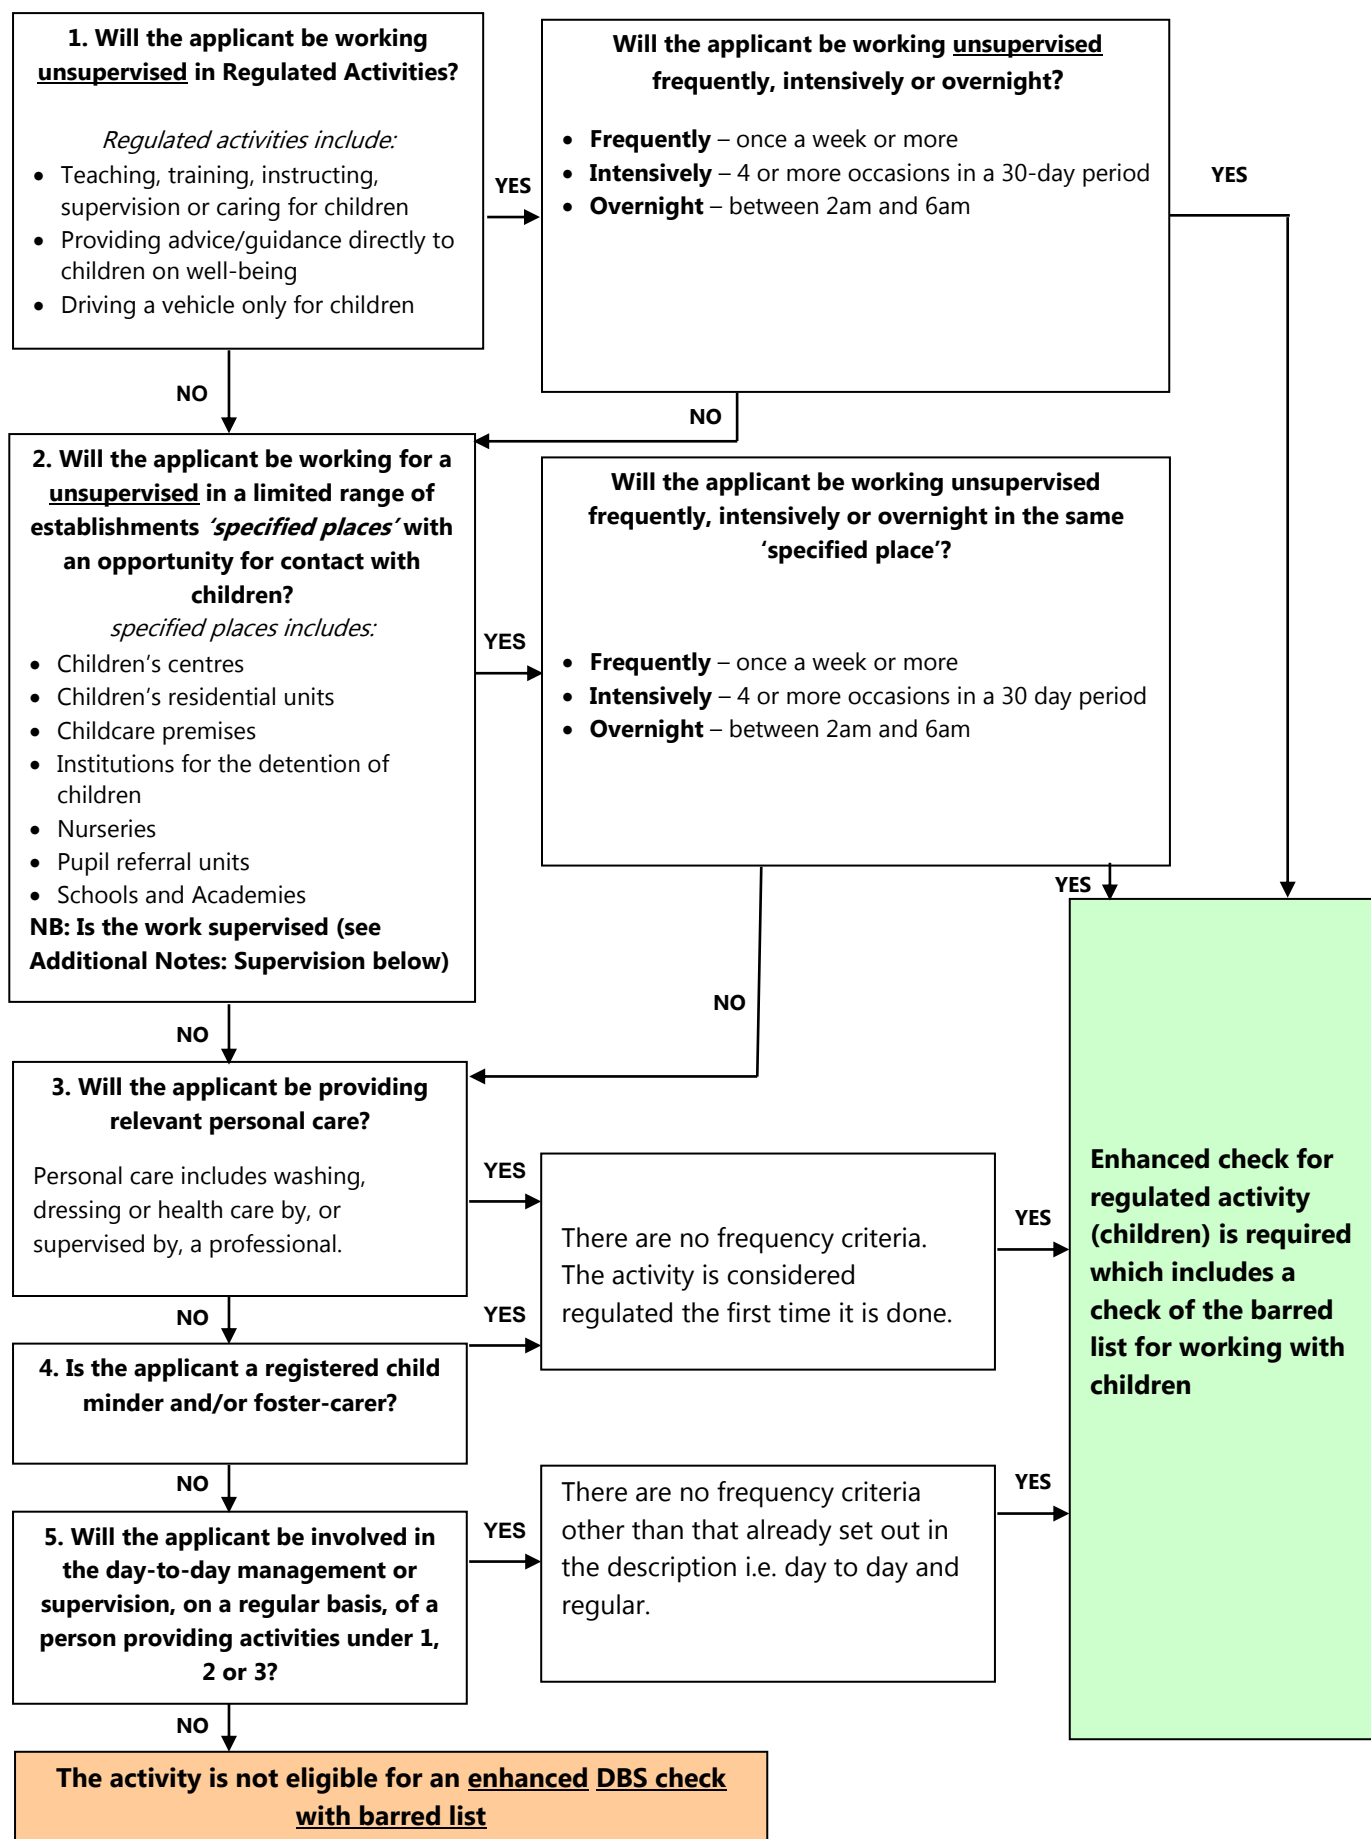 1. Will the applicant be working
unsupervised in Regulated Activities?
Regulated activities include:
• Teaching, training, instructing,
supervision or caring for children
• Providing advice/guidance directly to
children on well-being
• Driving a vehicle only for children
YES
Will the applicant be working unsupervised
frequently, intensively or overnight?
• Frequently – once a week or more
• Intensively – 4 or more occasions in a 30-day period
• Overnight – between 2am and 6am
YES
NO
NO
2. Will the applicant be working for a
unsupervised in a limited range of
establishments ‘specified places’ with
an opportunity for contact with
children?
specified places includes:
• Children’s centres
• Children’s residential units
• Childcare premises
• Institutions for the detention of
children
• Nurseries
• Pupil referral units
• Schools and Academies
NB: Is the work supervised (see
Additional Notes: Supervision below)
YES
Will the applicant be working unsupervised
frequently, intensively or overnight in the same
‘specified place’?
• Frequently – once a week or more
• Intensively – 4 or more occasions in a 30 day period
• Overnight – between 2am and 6am
YES
NO
NO
3. Will the applicant be providing
relevant personal care?
Personal care includes washing,
dressing or health care by, or
supervised by, a professional.
YES
NO
4. Is the applicant a registered child
minder and/or foster-carer?
YES
There are no frequency criteria.
The activity is considered
regulated the first time it is done.
YES
Enhanced check for
regulated activity
(children) is required
which includes a
check of the barred
list for working with
children
NO
5. Will the applicant be involved in
the day-to-day management or
supervision, on a regular basis, of a
person providing activities under 1,
2 or 3?
YES
There are no frequency criteria
other than that already set out in
the description i.e. day to day and
regular.
YES
NO
The activity is not eligible for an enhanced DBS check
with barred list